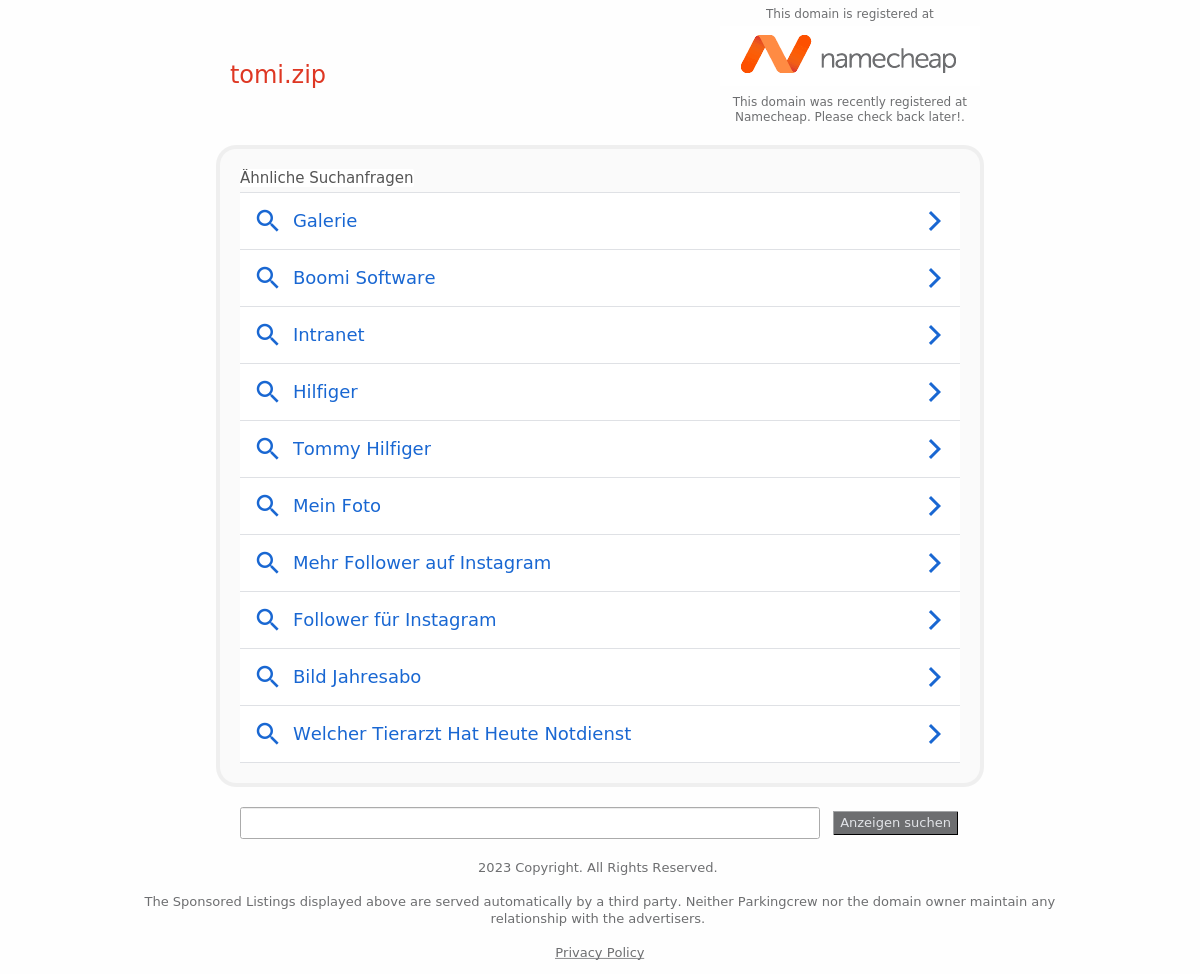 This domain is registered at
namecheap
tomi.zip
This domain was recently registered at
Namecheap. Please check back later!.
Ähnliche Suchanfragen
Galerie
Boomi Software
Intranet
Hilfiger
Tommy Hilfiger
Mein Foto
Mehr Follower auf Instagram
Follower für Instagram
Bild Jahresabo
Welcher Tierarzt Hat Heute Notdienst
Anzeigen suchen
2023 Copyright. All Rights Reserved.
The Sponsored Listings displayed above are served automatically by a third party. Neither Parkingcrew nor the domain owner maintain any
relationship with the advertisers.
Privacy Policy